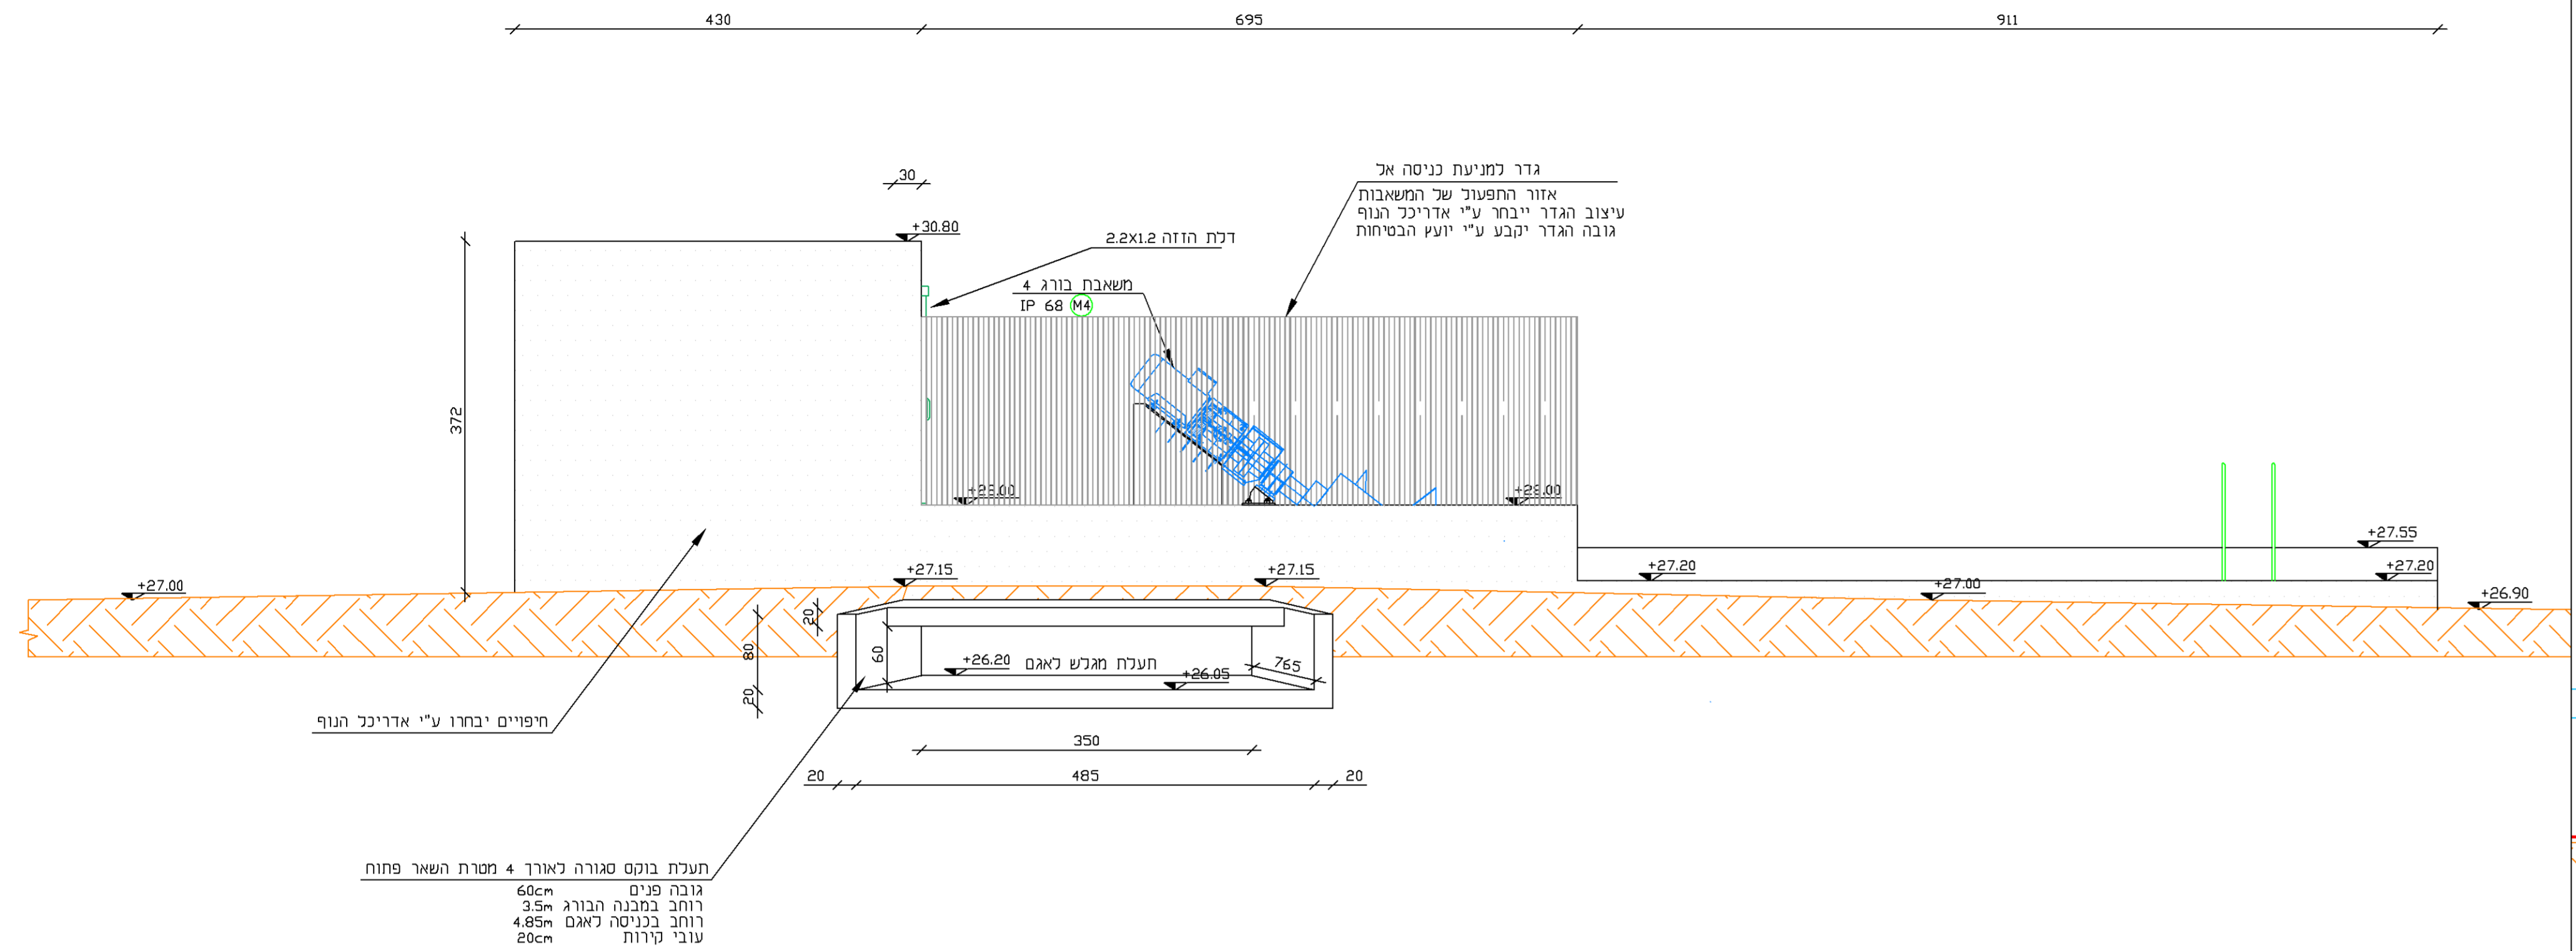 430
695
911
30
גדר למניעת כניסה אל
אזור התפעול של המשאבות
עיצוב הגדר ייבחר ע"י אדריכל הנוף
גובה הגדר יקבע ע"י יועץ הבטיחות
+30.80
דלת הזזה 2.2X1.2
משאבת בורג 4
IP 68 M4
372
+28.00
+28.00
+27.55
+27.20
+27.20
+27.15
+27.15
+27.00
+27.00
+26.90
20
80
20
60
+26.20
תעלת מגלש לאגם
+26.05
765
חיפויים יבחרו ע"י אדריכל הנוף
350
20
485
20
תעלת בוקס סגורה לאורך 4 מטרת השאר פתוח
גובה פנים 60cm
רוחב במבנה הבורג 3.5m
רוחב בכניסה לאגם 4.85m
עובי קירות 20cm